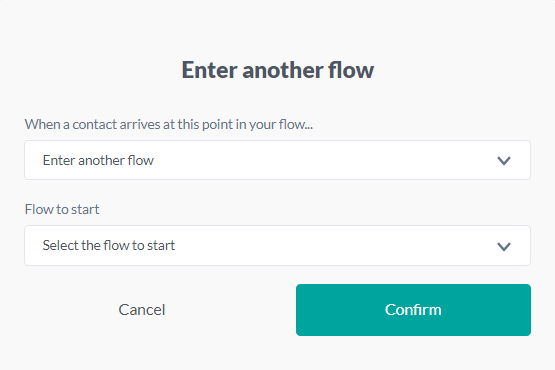 Enter another flow
When a contact arrives at this point in your flow...
Enter another flow
Flow to start
Select the flow to start
Cancel
Confirm